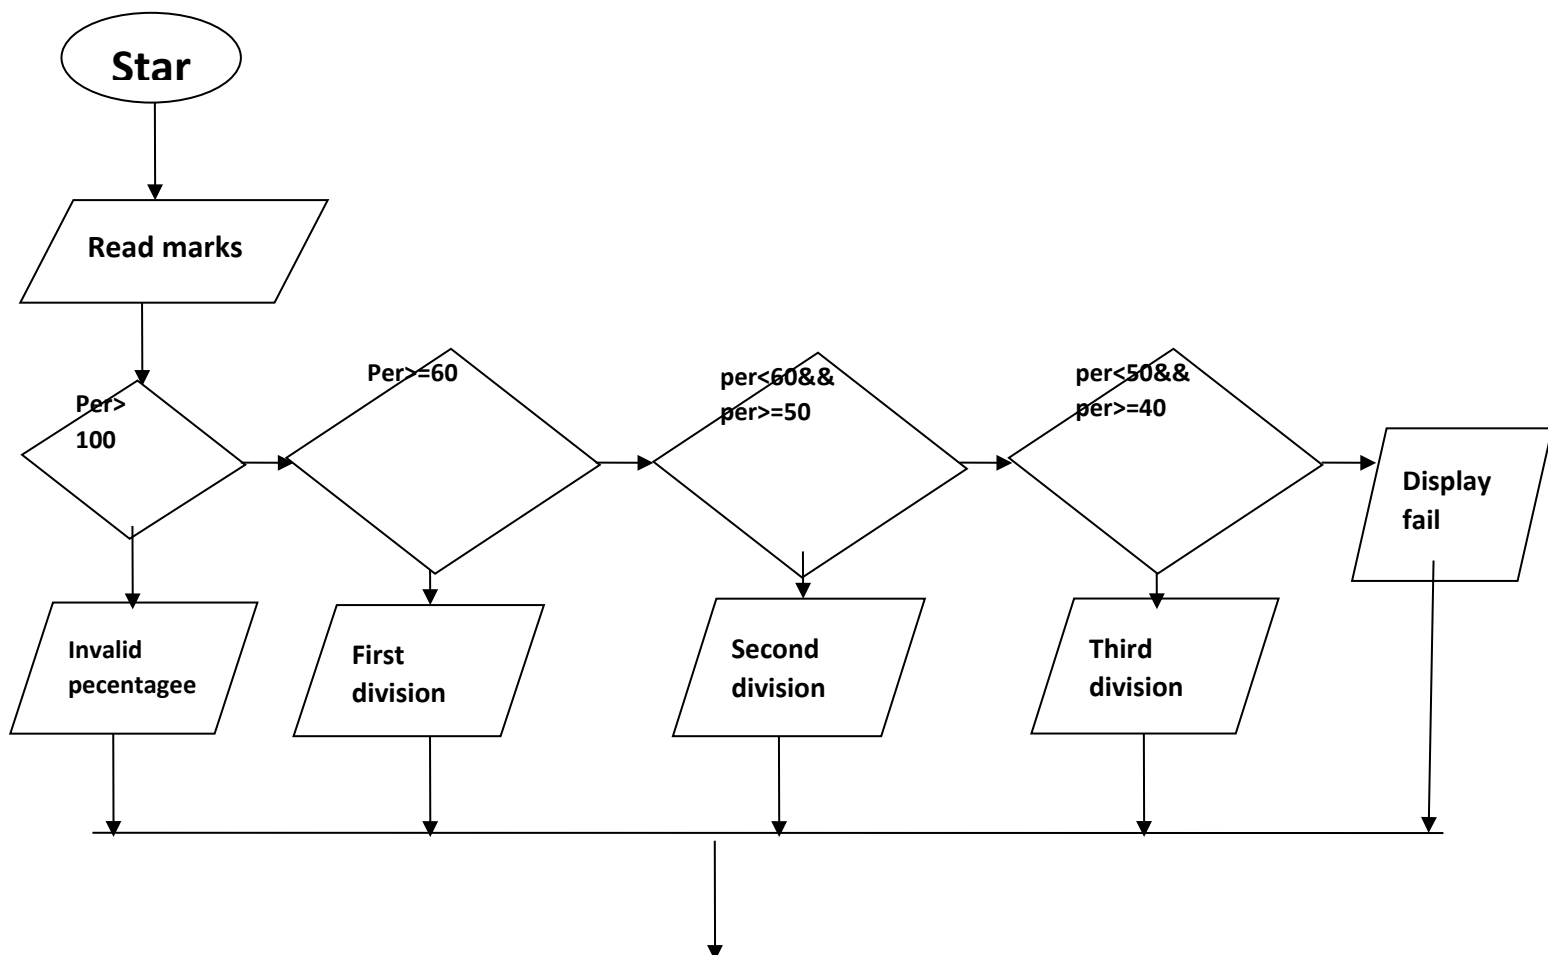 Star
Read marks
Per>
100
Per>=60
per<60&&
per>=50
per<50&&
per>=40
Display
fail
Invalid
pecentagee
First
division
Second
division
Third
division